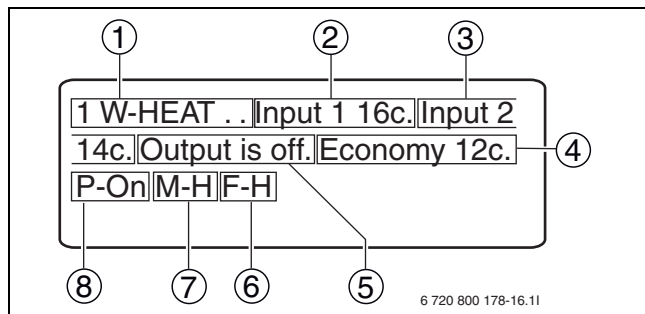 1 2 3
1 W-HEAT . . Input 1 16c. Input 2
14c. Output is off. Economy 12c. 4
P-On M-H F-H
8 7 6 5
6 720 800 178-16.1I